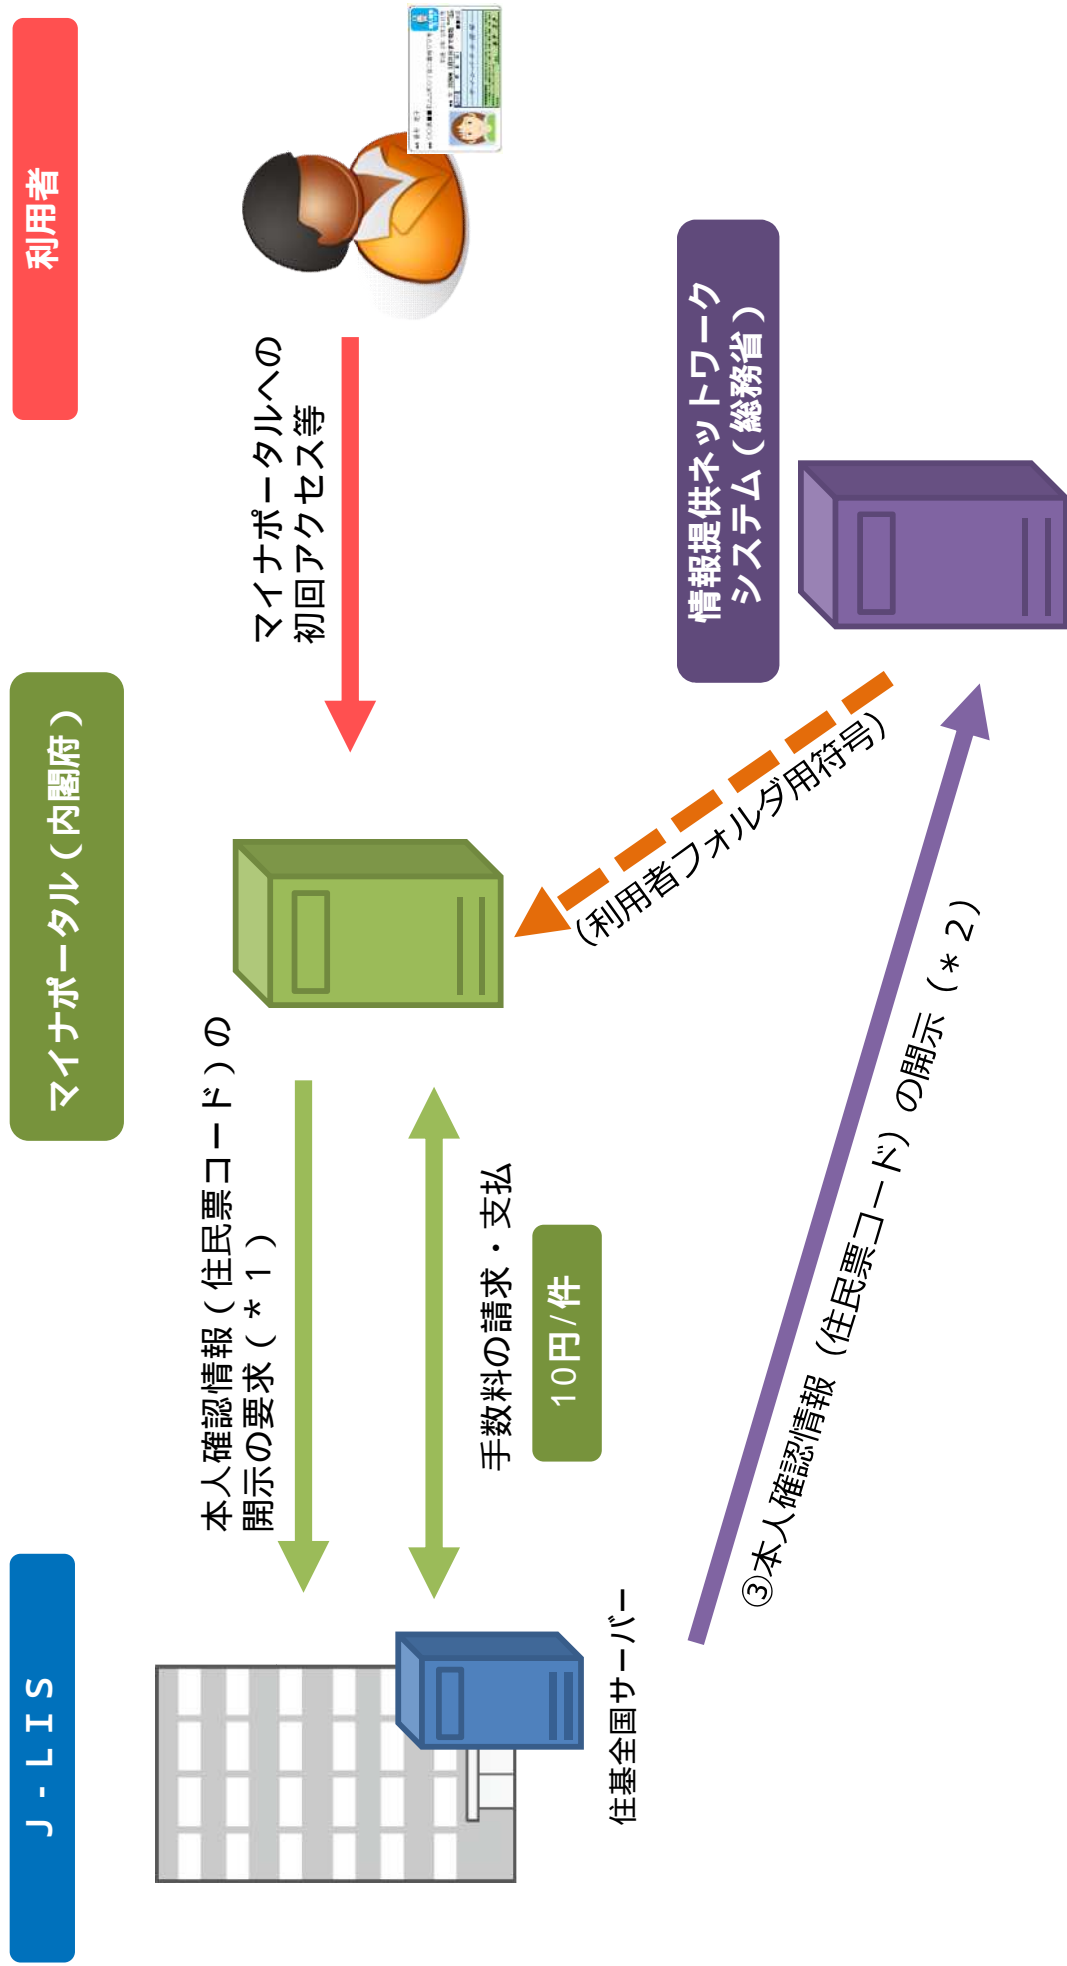 J-LIS
マイナポータル(内閣府)
利用者
本人確認情報(住民票コード)の
開示の要求(*1)
マイナポータルへの
初回アクセス等
手数料の請求・支払
10円/件
住基全国サーバー
情報提供ネットワーク
システム(総務省)
(利用者フォルダ用符号)
③本人確認情報(住民票コード)の開示(*2)